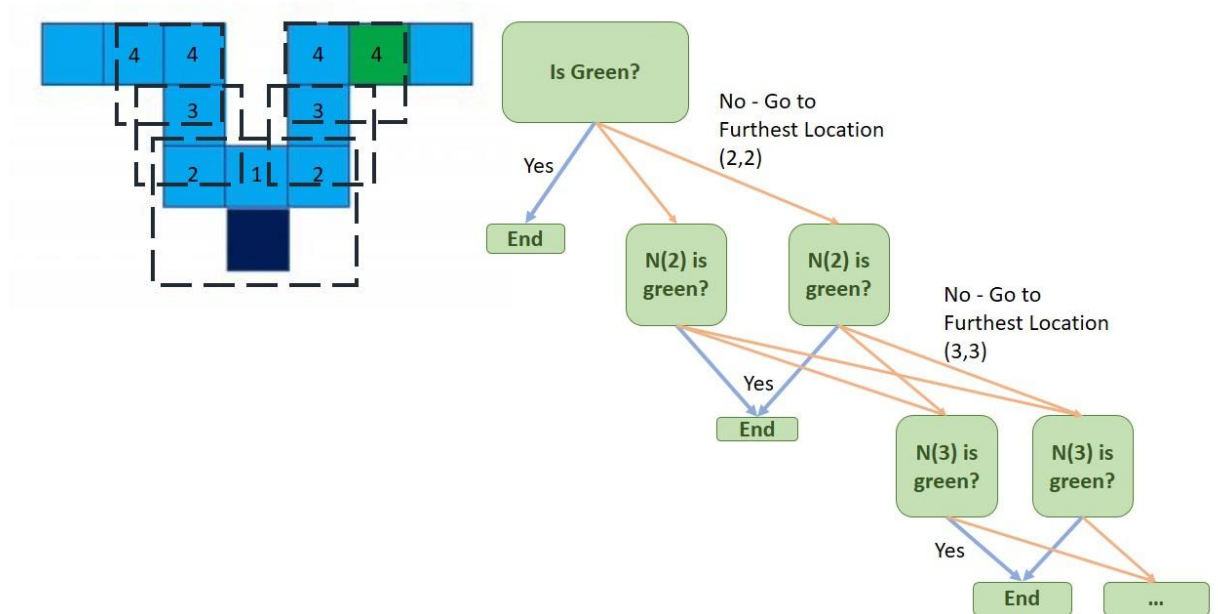 4 4 4 4
3 3
2 1 2
Is Green?
No - Go to
Furthest Location
(2,2)
Yes
End
N(2) is
green?
N(2) is
green?
No - Go to
Furthest Location
(3,3)
Yes
End
N(3) is
green?
N(3) is
green?
Yes
End
...